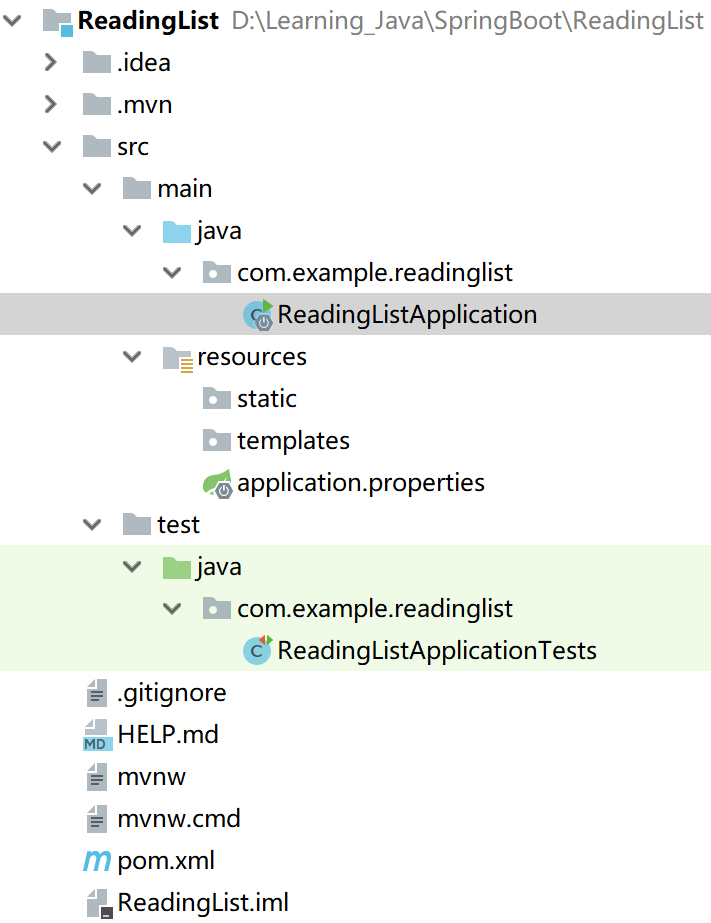 ReadingList D:\Learning_Java\SpringBoot\ReadingList
.idea
.mvn
src
main
java
com.example.readinglist
C ReadingListApplication
resources
static
templates
application.properties
test
java
com.example.readinglist
C ReadingListApplicationTests
.gitignore
MD HELP.md
mvnw
mvnw.cmd
m pom.xml
ReadingList.iml